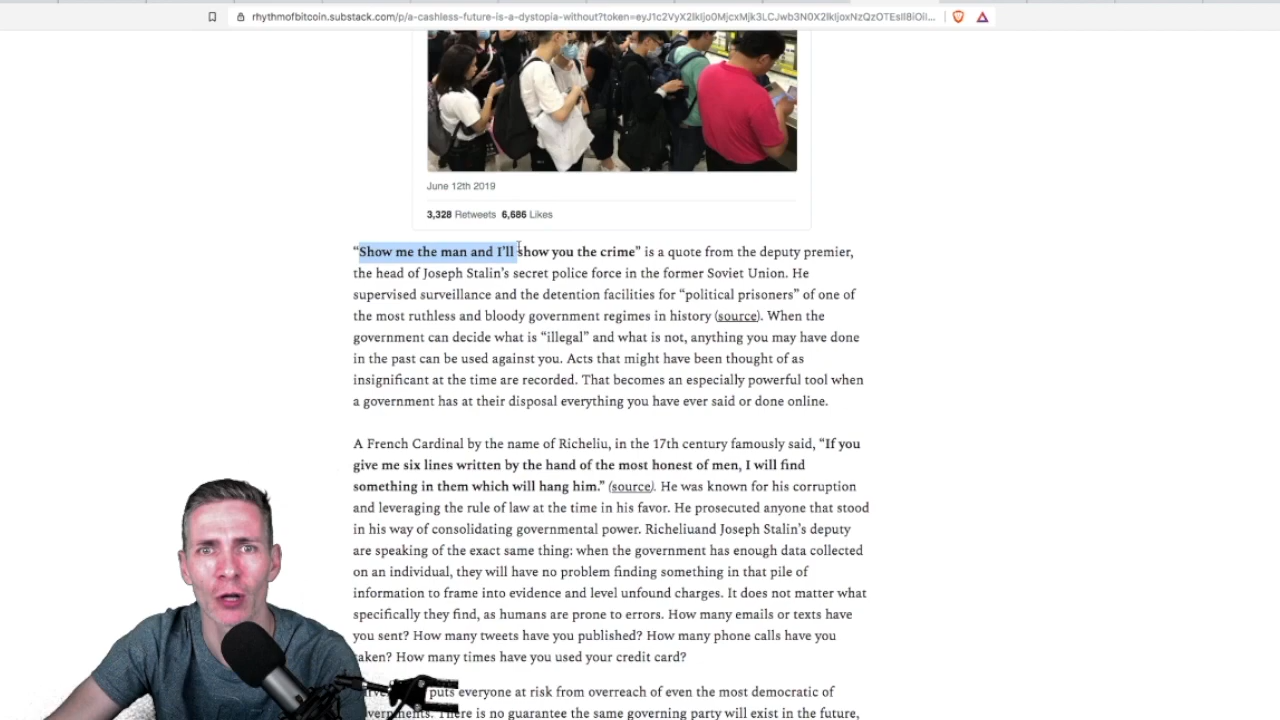 rhythmofbitcoin.substack.com/p/a-cashless-future-is-a-dystopia-without?token=
June 12th 2019
3,328 Retweets 6,686 Likes
“Show me the man and I’ll show you the crime” is a quote from the deputy premier,
the head of Joseph Stalin’s secret police force in the former Soviet Union. He
supervised surveillance and the detention facilities for “political prisoners” of one of
the most ruthless and bloody government regimes in history (source). When the
government can decide what is “illegal” and what is not, anything you may have done
in the past can be used against you. Acts that might have been thought of as
insignificant at the time are recorded. That becomes an especially powerful tool when
a government has at their disposal everything you have ever said or done online.
A French Cardinal by the name of Richeliu, in the 17th century famously said, “If you
give me six lines written by the hand of the most honest of men, I will find
something in them which will hang him.” (source). He was known for his corruption
and leveraging the rule of law at the time in his favor. He prosecuted anyone that stood
in his way of consolidating governmental power. Richeliuand Joseph Stalin’s deputy
are speaking of the exact same thing: when the government has enough data collected
on an individual, they will have no problem finding something in that pile of
information to frame into evidence and level unfound charges. It does not matter what
specifically they find, as humans are prone to errors. How many emails or texts have
you sent? How many tweets have you published? How many phone calls have you
taken? How many times have you used your credit card?
puts everyone at risk from overreach of even the most democratic of
governments. There is no guarantee the same governing party will exist in the future,